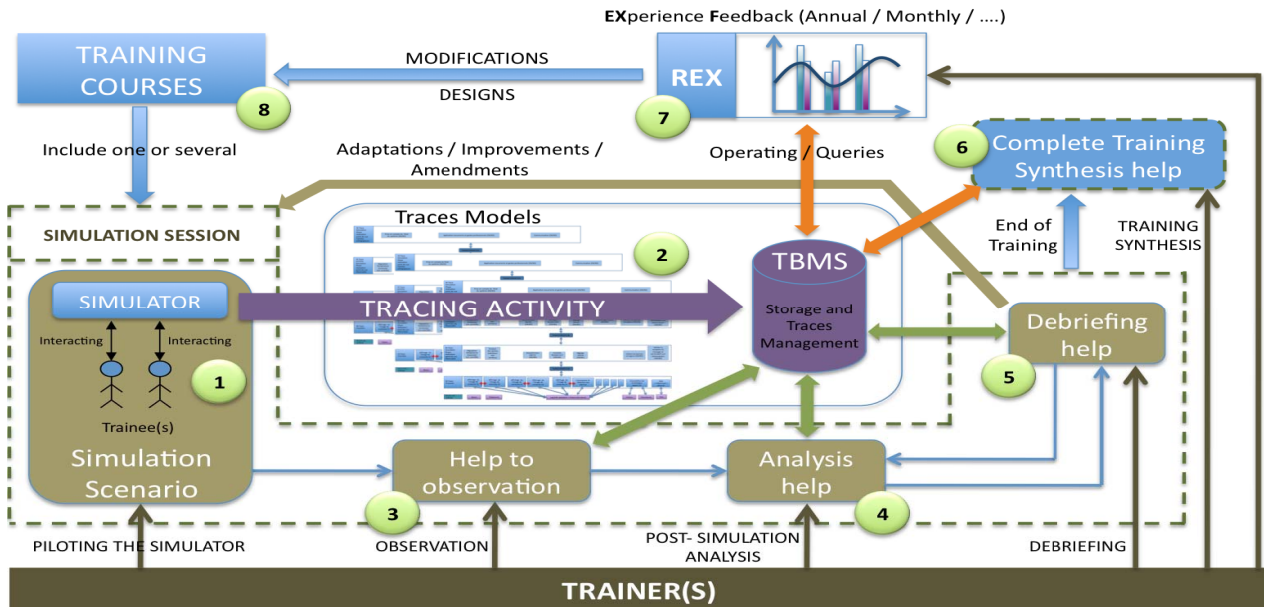 EXperience Feedback (Annual / Monthly / ....)
TRAINING
COURSES
8
MODIFICATIONS
DESIGNS
REX
7
Include one or several
Adaptations / Improvements /
Amendments
Operating / Queries
6
Complete Training
Synthesis help
SIMULATION SESSION
Traces Models
2
End of
Training
TRAINING
SYNTHESIS
TBMS
Storage and
Traces
Management
SIMULATOR
TRACING ACTIVITY
Interacting
Interacting
1
Trainee(s)
Simulation
Scenario
Debriefing
help
5
Help to
observation
3
Analysis
help
4
PILOTING THE SIMULATOR
OBSERVATION
POST- SIMULATION
ANALYSIS
DEBRIEFING
TRAINER(S)